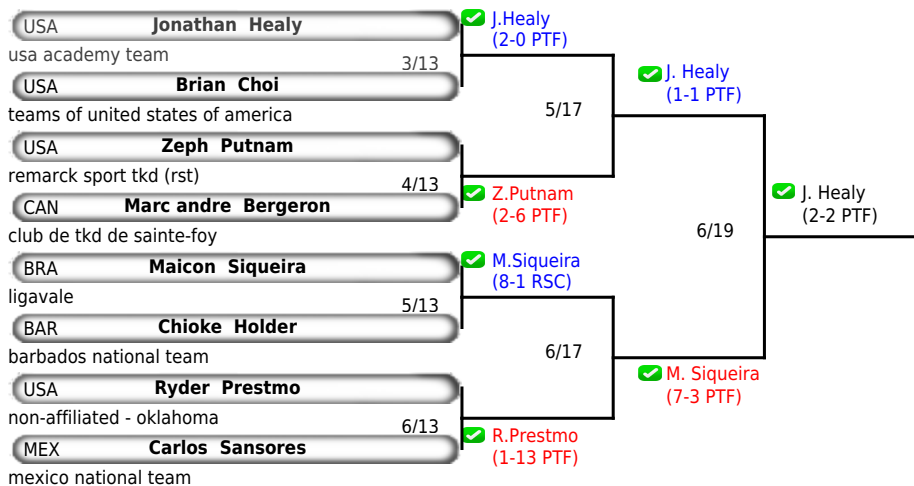 USA Jonathan Healy
usa academy team
3/13
USA Brian Choi
teams of united states of america
USA Zeph Putnam
remarck sport tkd (rst)
4/13
CAN Marc andre Bergeron
club de tkd de sainte-foy
BRA Maicon Siqueira
ligavale
5/13
BAR Chioke Holder
barbados national team
USA Ryder Prestmo
non-affiliated - oklahoma
6/13
MEX Carlos Sansores
mexico national team
J.Healy
(2-0 PTF)
5/17
Z.Putnam
(2-6 PTF)
M.Siqueira
(8-1 RSC)
6/17
R.Prestmo
(1-13 PTF)
J. Healy
(1-1 PTF)
6/19
M. Siqueira
(7-3 PTF)
J. Healy
(2-2 PTF)